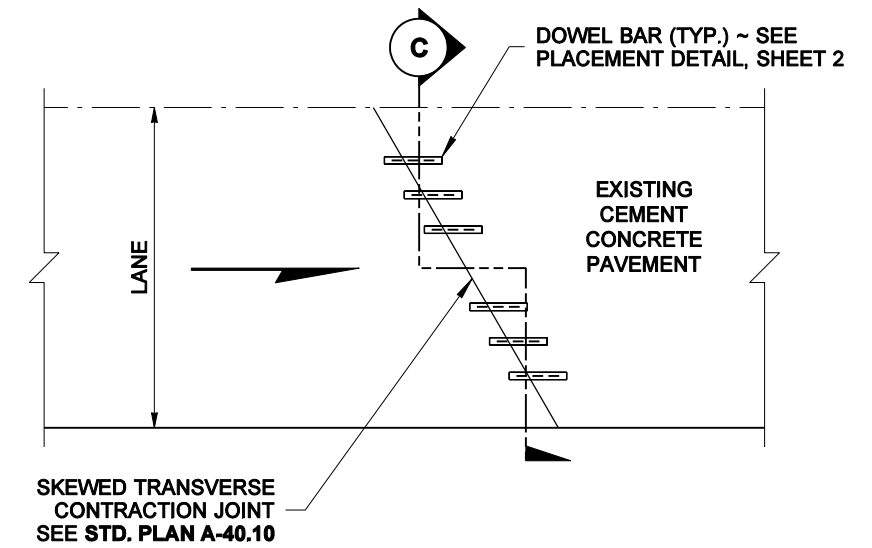 C
DOWEL BAR (TYP.) ~ SEE
PLACEMENT DETAIL, SHEET 2
EXISTING
CEMENT
CONCRETE
PAVEMENT
LANE
SKEWED TRANSVERSE
CONTRACTION JOINT
SEE STD. PLAN A-40.10